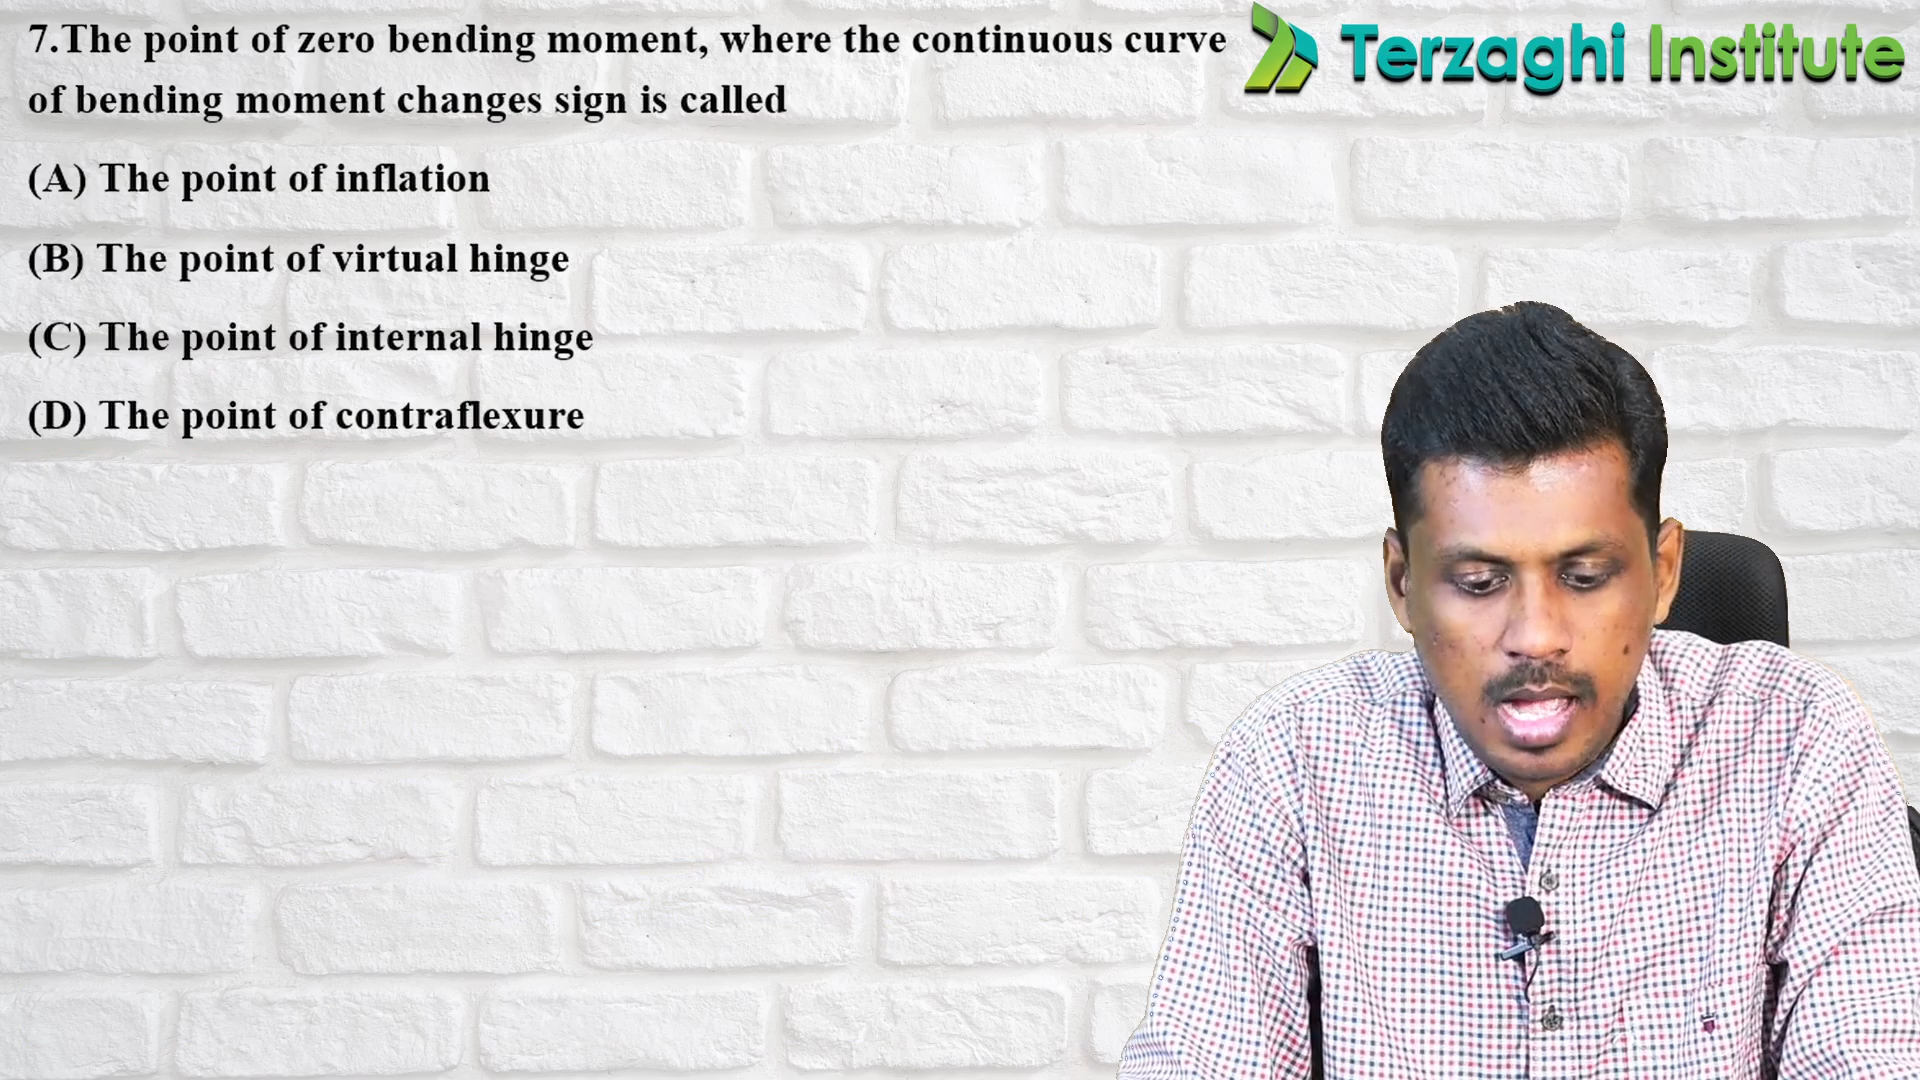 7.The point of zero bending moment, where the continuous curve
of bending moment changes sign is called
(A) The point of inflation
(B) The point of virtual hinge
(C) The point of internal hinge
(D) The point of contraflexure
Terzaghi Institute